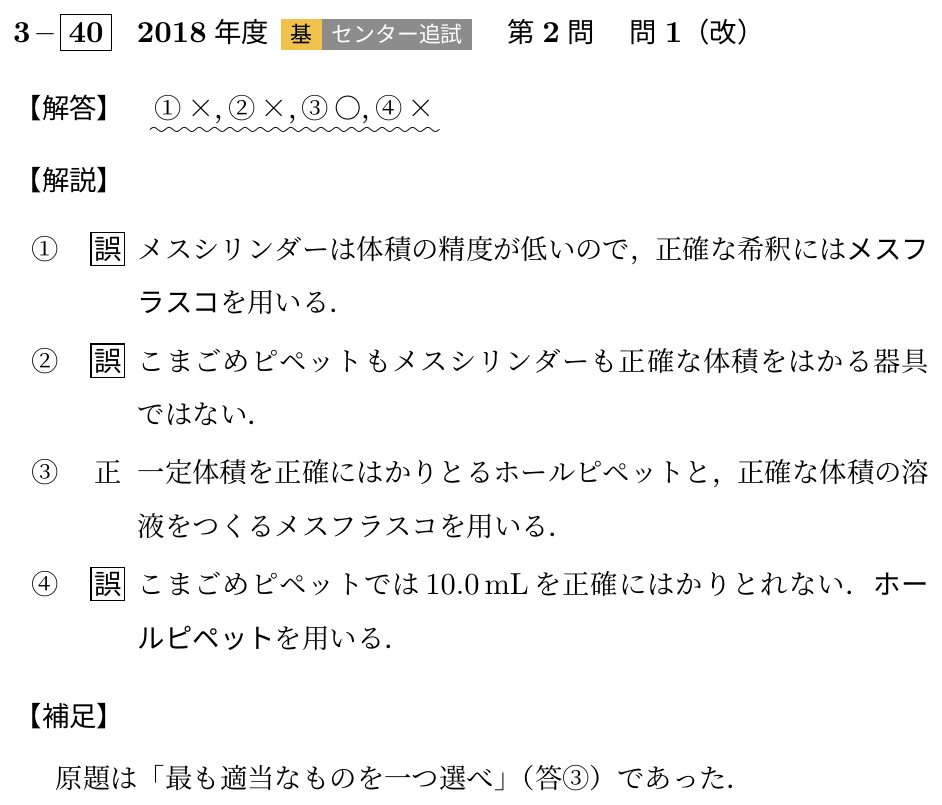 3－40 2018 年度 基 センター追試 第 2 問 問 1（改）
【解答】 ① ×, ② ×, ③ ○, ④ ×
【解説】
① 誤 メスシリンダーは体積の精度が低いので，正確な希釈にはメスフ
ラスコを用いる．
② 誤 こまごめピペットもメスシリンダーも正確な体積をはかる器具
ではない．
③ 正 一定体積を正確にはかりとるホールピペットと，正確な体積の溶
液をつくるメスフラスコを用いる．
④ 誤 こまごめピペットでは 10.0 mL を正確にはかりとれない．ホー
ルピペットを用いる．
【補足】
原題は「最も適当なものを一つ選べ」（答③）であった．